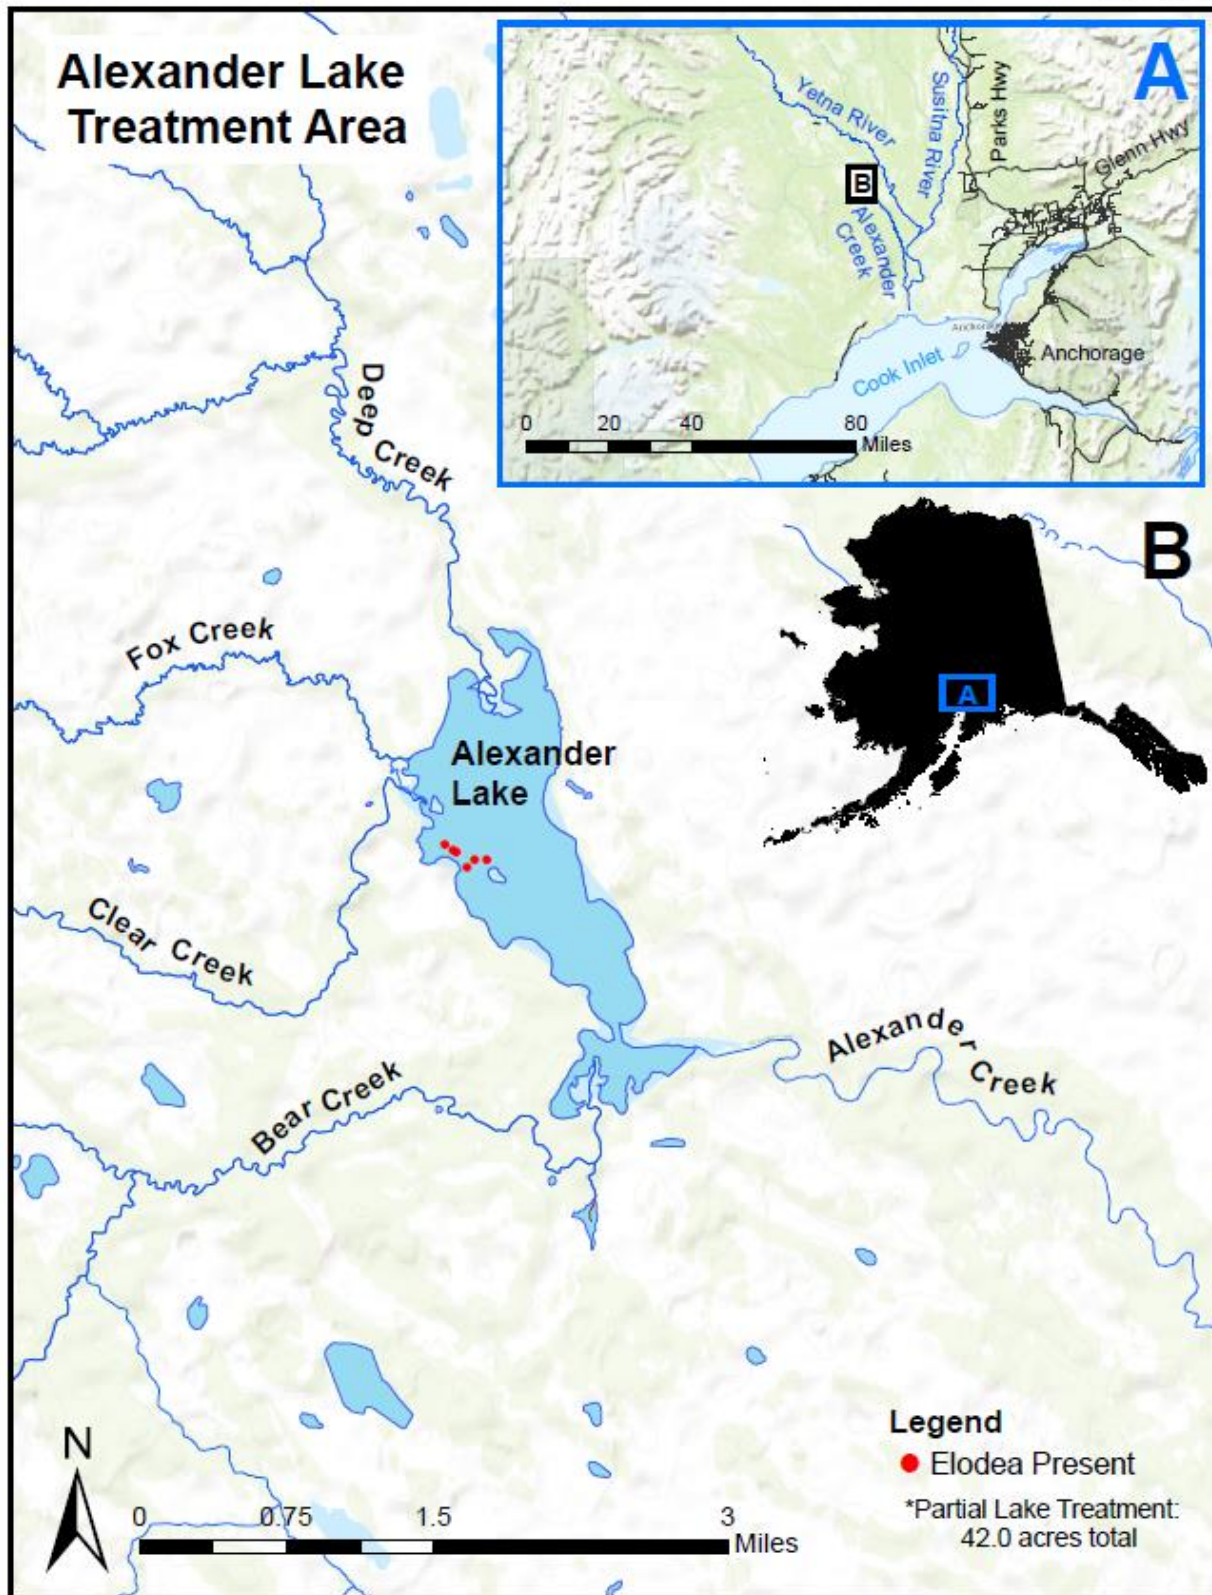 Alexander Lake
Treatment Area
A
Yetna River
Susitna River
Parks Hwy
Glenn Hwy
B
Alexander
Creek
Anchorage
Anchorage
Cook Inlet
0 20 40 80
Miles
B
A
Deep Creek
Fox Creek
Alexander
Lake
Clear Creek
Alexander Creek
Bear Creek
Legend
Elodea Present
*Partial Lake Treatment:
42.0 acres total
N
0 0.75 1.5 3
Miles